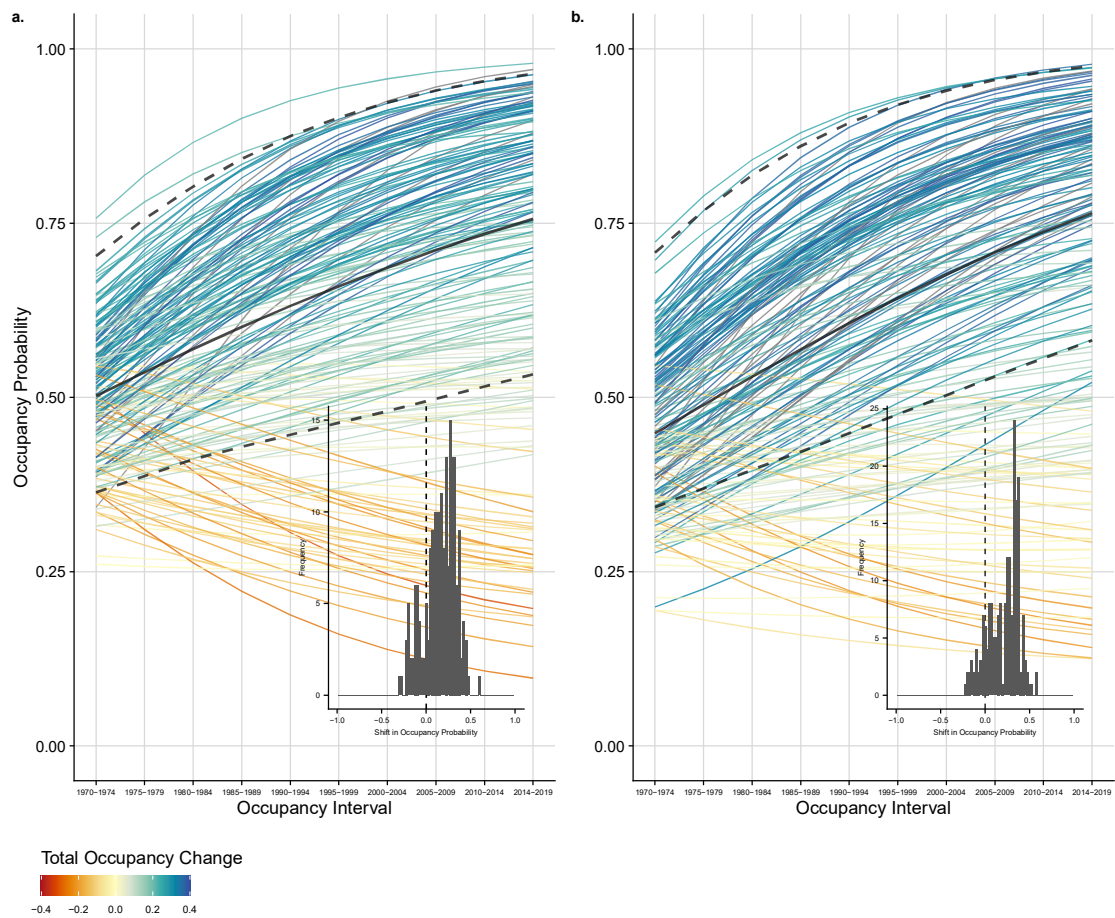 a.
1.00
0.75
0.50
0.25
0.00
Occupancy Probability
15
10
5
0
Frequency
−1.0 −0.5 0.0 0.5 1.0
Shift in Occupancy Probability
1970−1974 1975−1979 1980−1984 1985−1989 1990−1994 1995−1999 2000−2004 2005−2009 2010−2014 2014−2019
Occupancy Interval
b.
1.00
0.75
0.50
0.25
0.00
25
20
15
10
5
0
Frequency
−1.0 −0.5 0.0 0.5 1.0
Shift in Occupancy Probability
1970−1974 1975−1979 1980−1984 1985−1989 1990−1994 1995−1999 2000−2004 2005−2009 2010−2014 2014−2019
Occupancy Interval
Total Occupancy Change
−0.4 −0.2 0.0 0.2 0.4